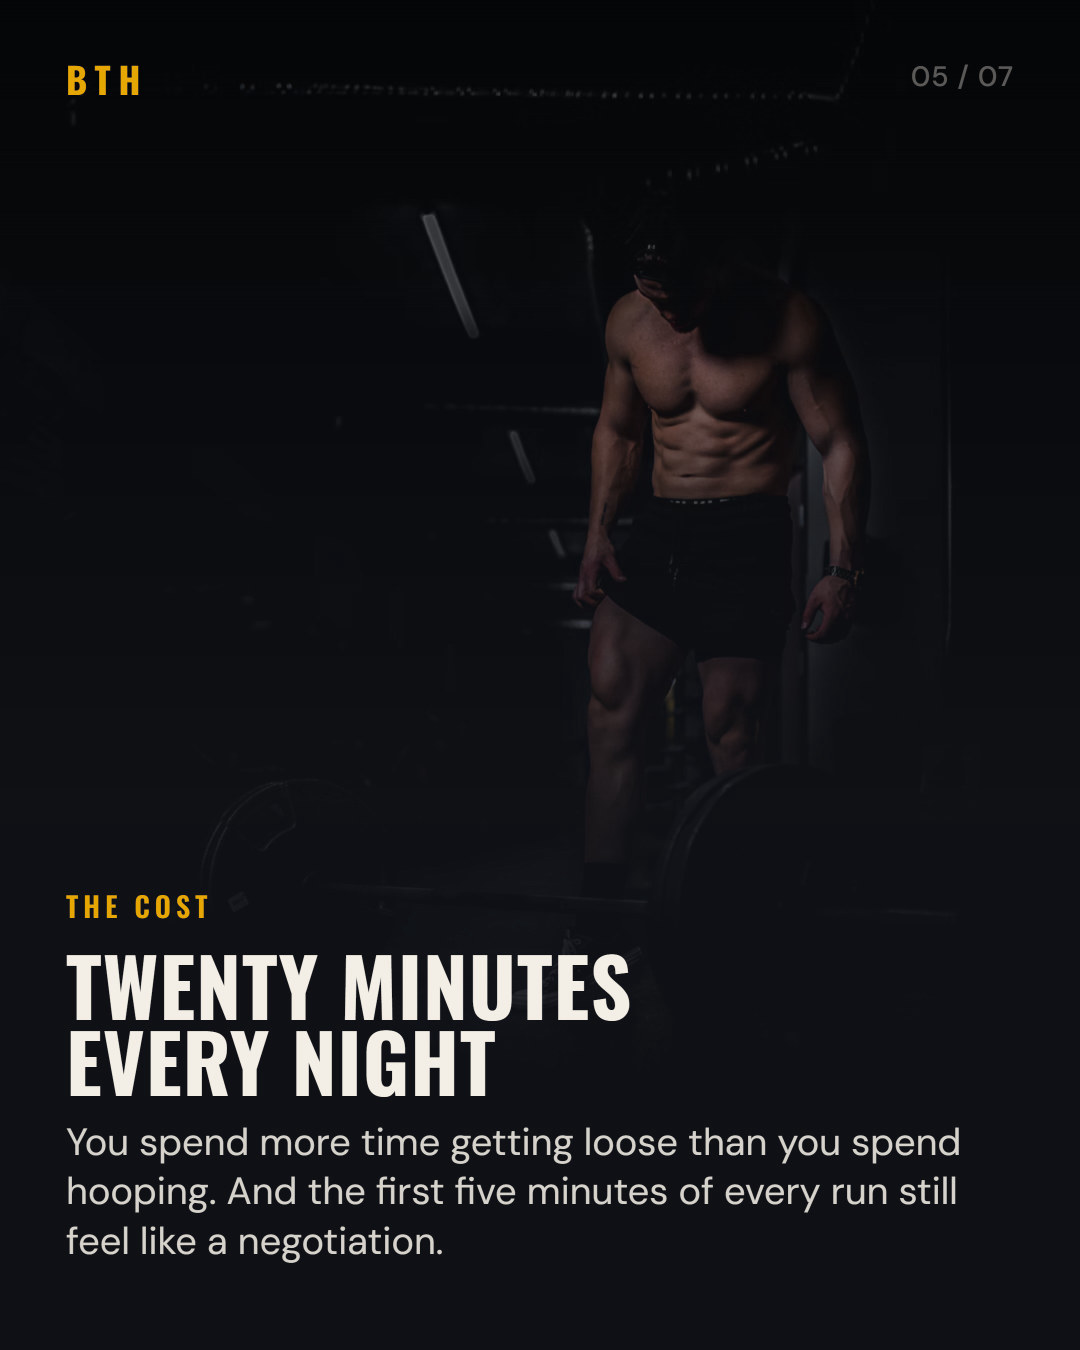 BTH
05 / 07
THE COST
TWENTY MINUTES
EVERY NIGHT
You spend more time getting loose than you spend
hooping. And the first five minutes of every run still
feel like a negotiation.